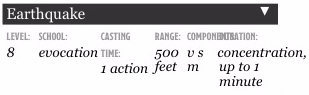 Earthquake ▼
LEVEL: SCHOOL: CASTING RANGE: COMPONENTS: DURATION:
8 evocation TIME: 500 v s concentration,
1 action feet m up to 1
minute